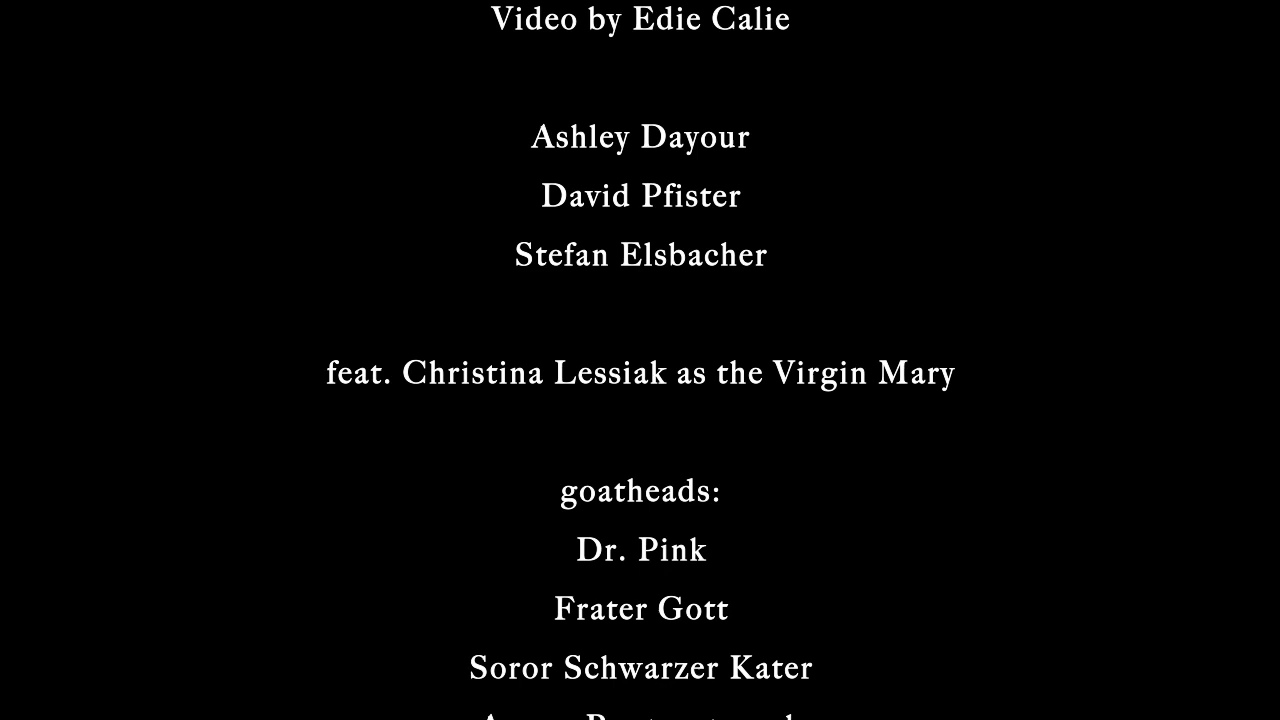 Video by Edie Calie
Ashley Dayour
David Pfister
Stefan Elsbacher
feat. Christina Lessiak as the Virgin Mary
goatheads:
Dr. Pink
Frater Gott
Soror Schwarzer Kater